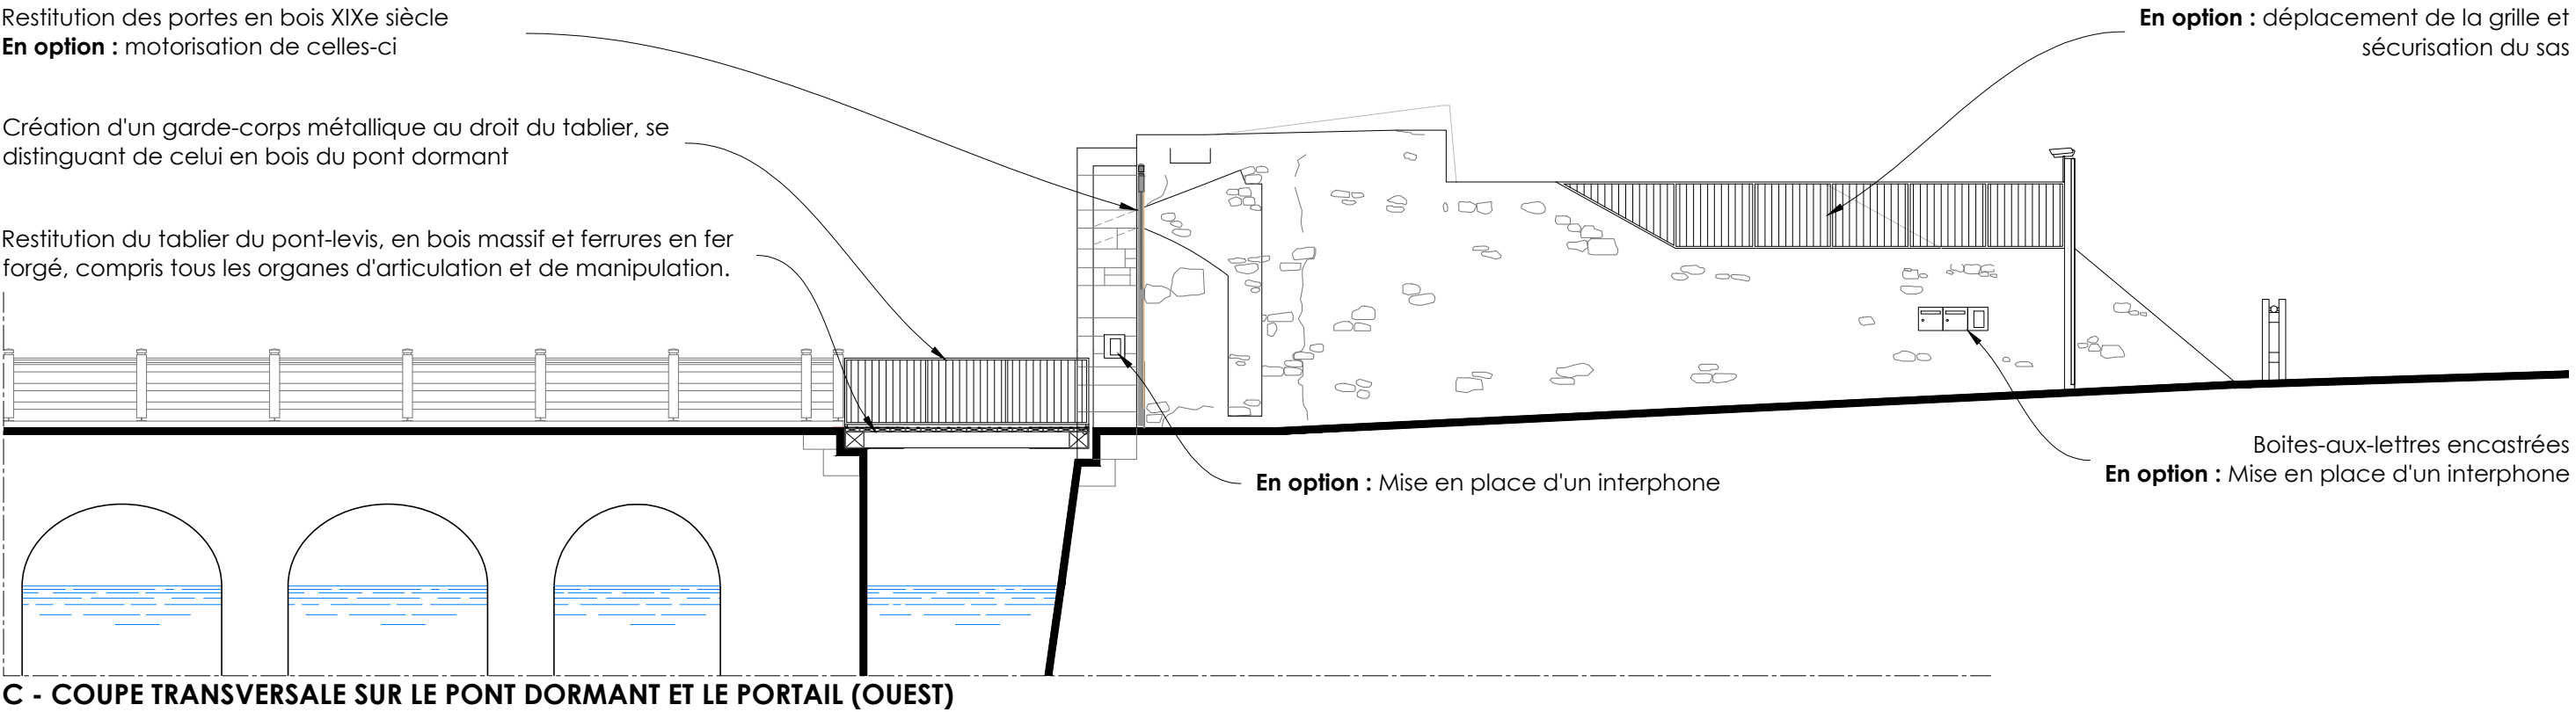 Restitution des portes en bois XIXe siècle
En option : motorisation de celles-ci
En option : déplacement de la grille et
sécurisation du sas
Création d'un garde-corps métallique au droit du tablier, se
distinguant de celui en bois du pont dormant
Restitution du tablier du pont-levis, en bois massif et ferrures en fer
forgé, compris tous les organes d'articulation et de manipulation.
En option : Mise en place d'un interphone
Boites-aux-lettres encastrées
En option : Mise en place d'un interphone
C - COUPE TRANSVERSALE SUR LE PONT DORMANT ET LE PORTAIL (OUEST)